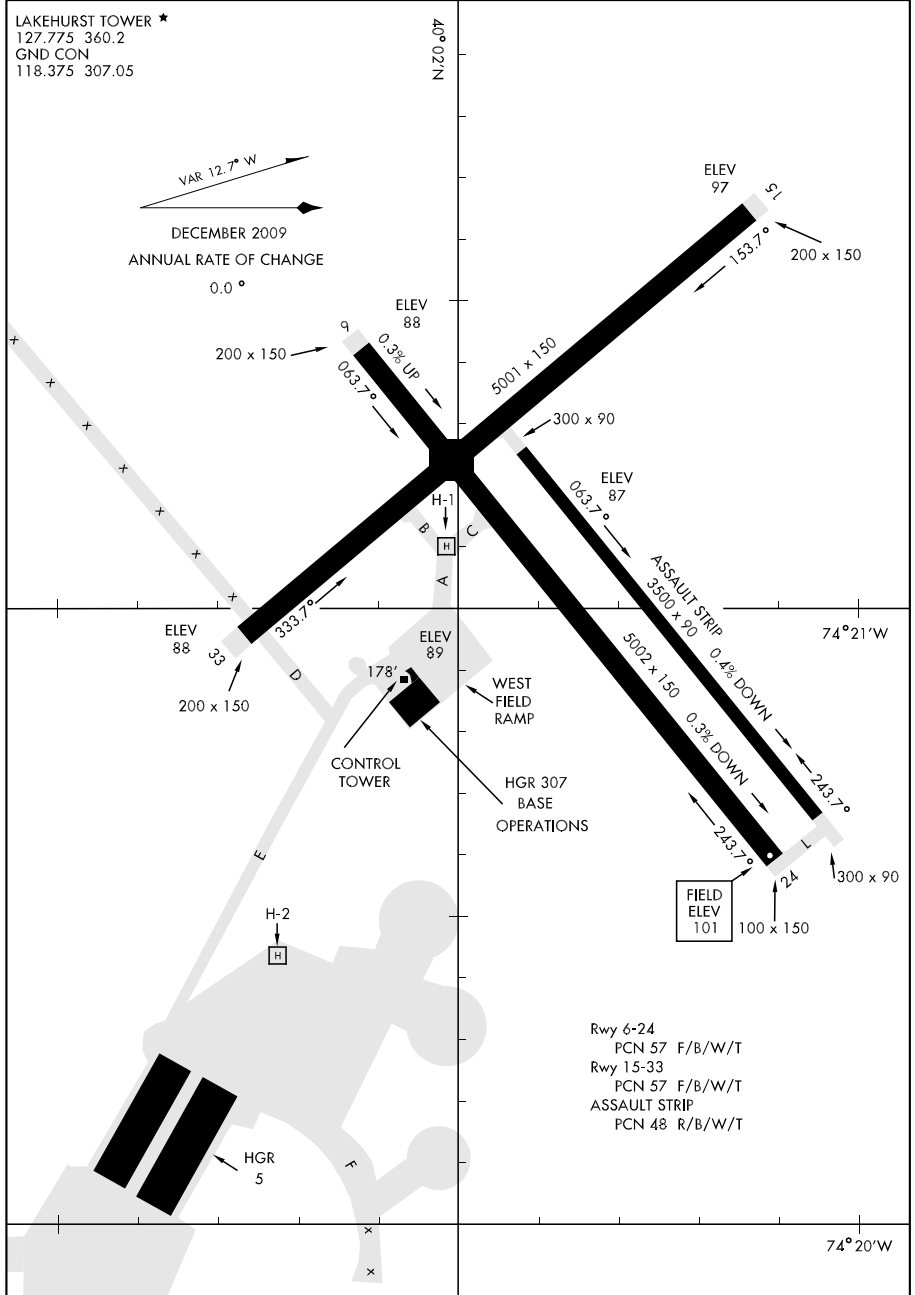 LAKEHURST TOWER ★
127.775 360.2
GND CON
118.375 307.05
40° 02'N
VAR 12.7° W
DECEMBER 2009
ANNUAL RATE OF CHANGE
0.0 °
ELEV
97
15
153.7°
200 x 150
ELEV
88
6
200 x 150
0.3% UP
063.7°
5001 x 150
300 x 90
ELEV
87
063.7°
H-1
H
B
C
A
ASSAULT STRIP
3500 x 90
0.4% DOWN
333.7°
ELEV
88
33
200 x 150
D
ELEV
89
178'
74°21'W
5002 x 150
0.3% DOWN
WEST
FIELD
RAMP
CONTROL
TOWER
HGR 307
BASE
OPERATIONS
243.7°
243.7°
L
24
300 x 90
FIELD
ELEV
101
100 x 150
E
H-2
H
Rwy 6-24
PCN 57 F/B/W/T
Rwy 15-33
PCN 57 F/B/W/T
ASSAULT STRIP
PCN 48 R/B/W/T
HGR
5
F
74°20'W